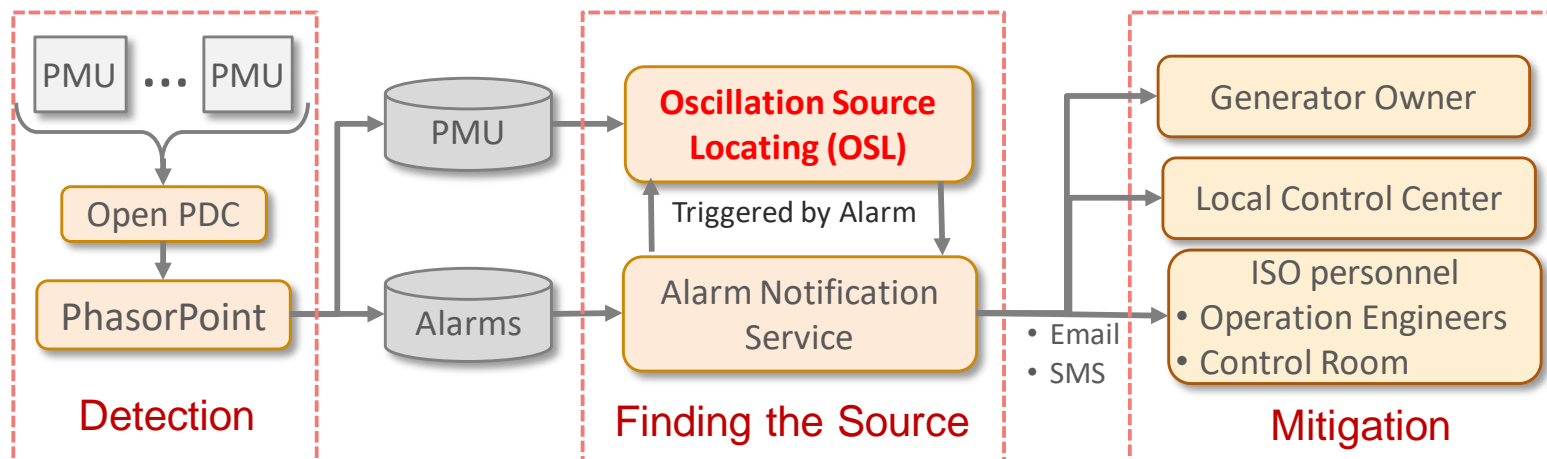 PMU ... PMU
Open PDC
PhasorPoint
Detection
PMU
Alarms
Oscillation Source
Locating (OSL)
Triggered by Alarm
Alarm Notification
Service
Finding the Source
• Email
• SMS
Generator Owner
Local Control Center
ISO personnel
• Operation Engineers
• Control Room
Mitigation